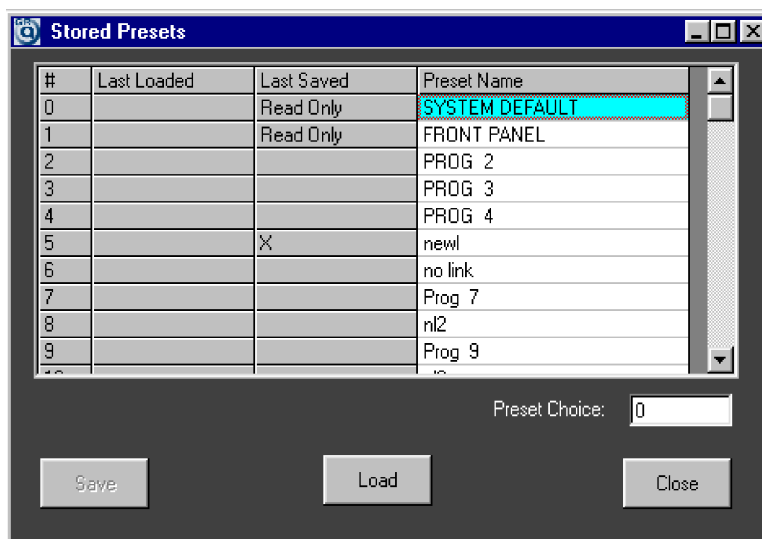 Stored Presets
# Last Loaded Last Saved Preset Name
0 Read Only SYSTEM DEFAULT
1 Read Only FRONT PANEL
2 PROG 2
3 PROG 3
4 PROG 4
5 X newl
6 no link
7 Prog 7
8 nl2
9 Prog 9
Preset Choice: 0
Save Load Close